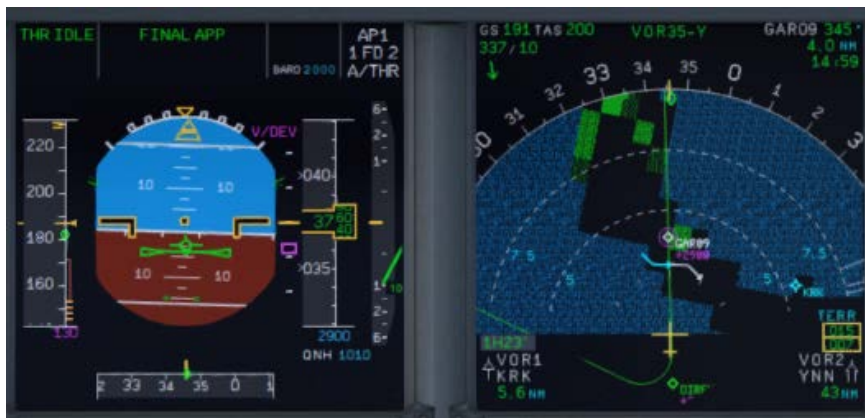 THR IDLE FINAL APP AP1
1 FD 2
BARO 2000 A/THR
V/DEV
220
200
180
160
130
10 10
10 10
040
37 60
40
035
2900
QNH 1010
6
2
1
1
2
6
10
2 33 34 35 0 1
GS 191 TAS 200 VOR35-Y GAR09 345°
337/10 4.0 NM
14:59
30 31 32 33 34 35 0 1 2 3
GAR09
+2900
7.5 7.5
5 5
KRK
TERR
015
007
1H23'
VOR1 VOR2
KRK YNN
5.6 NM 43 NM